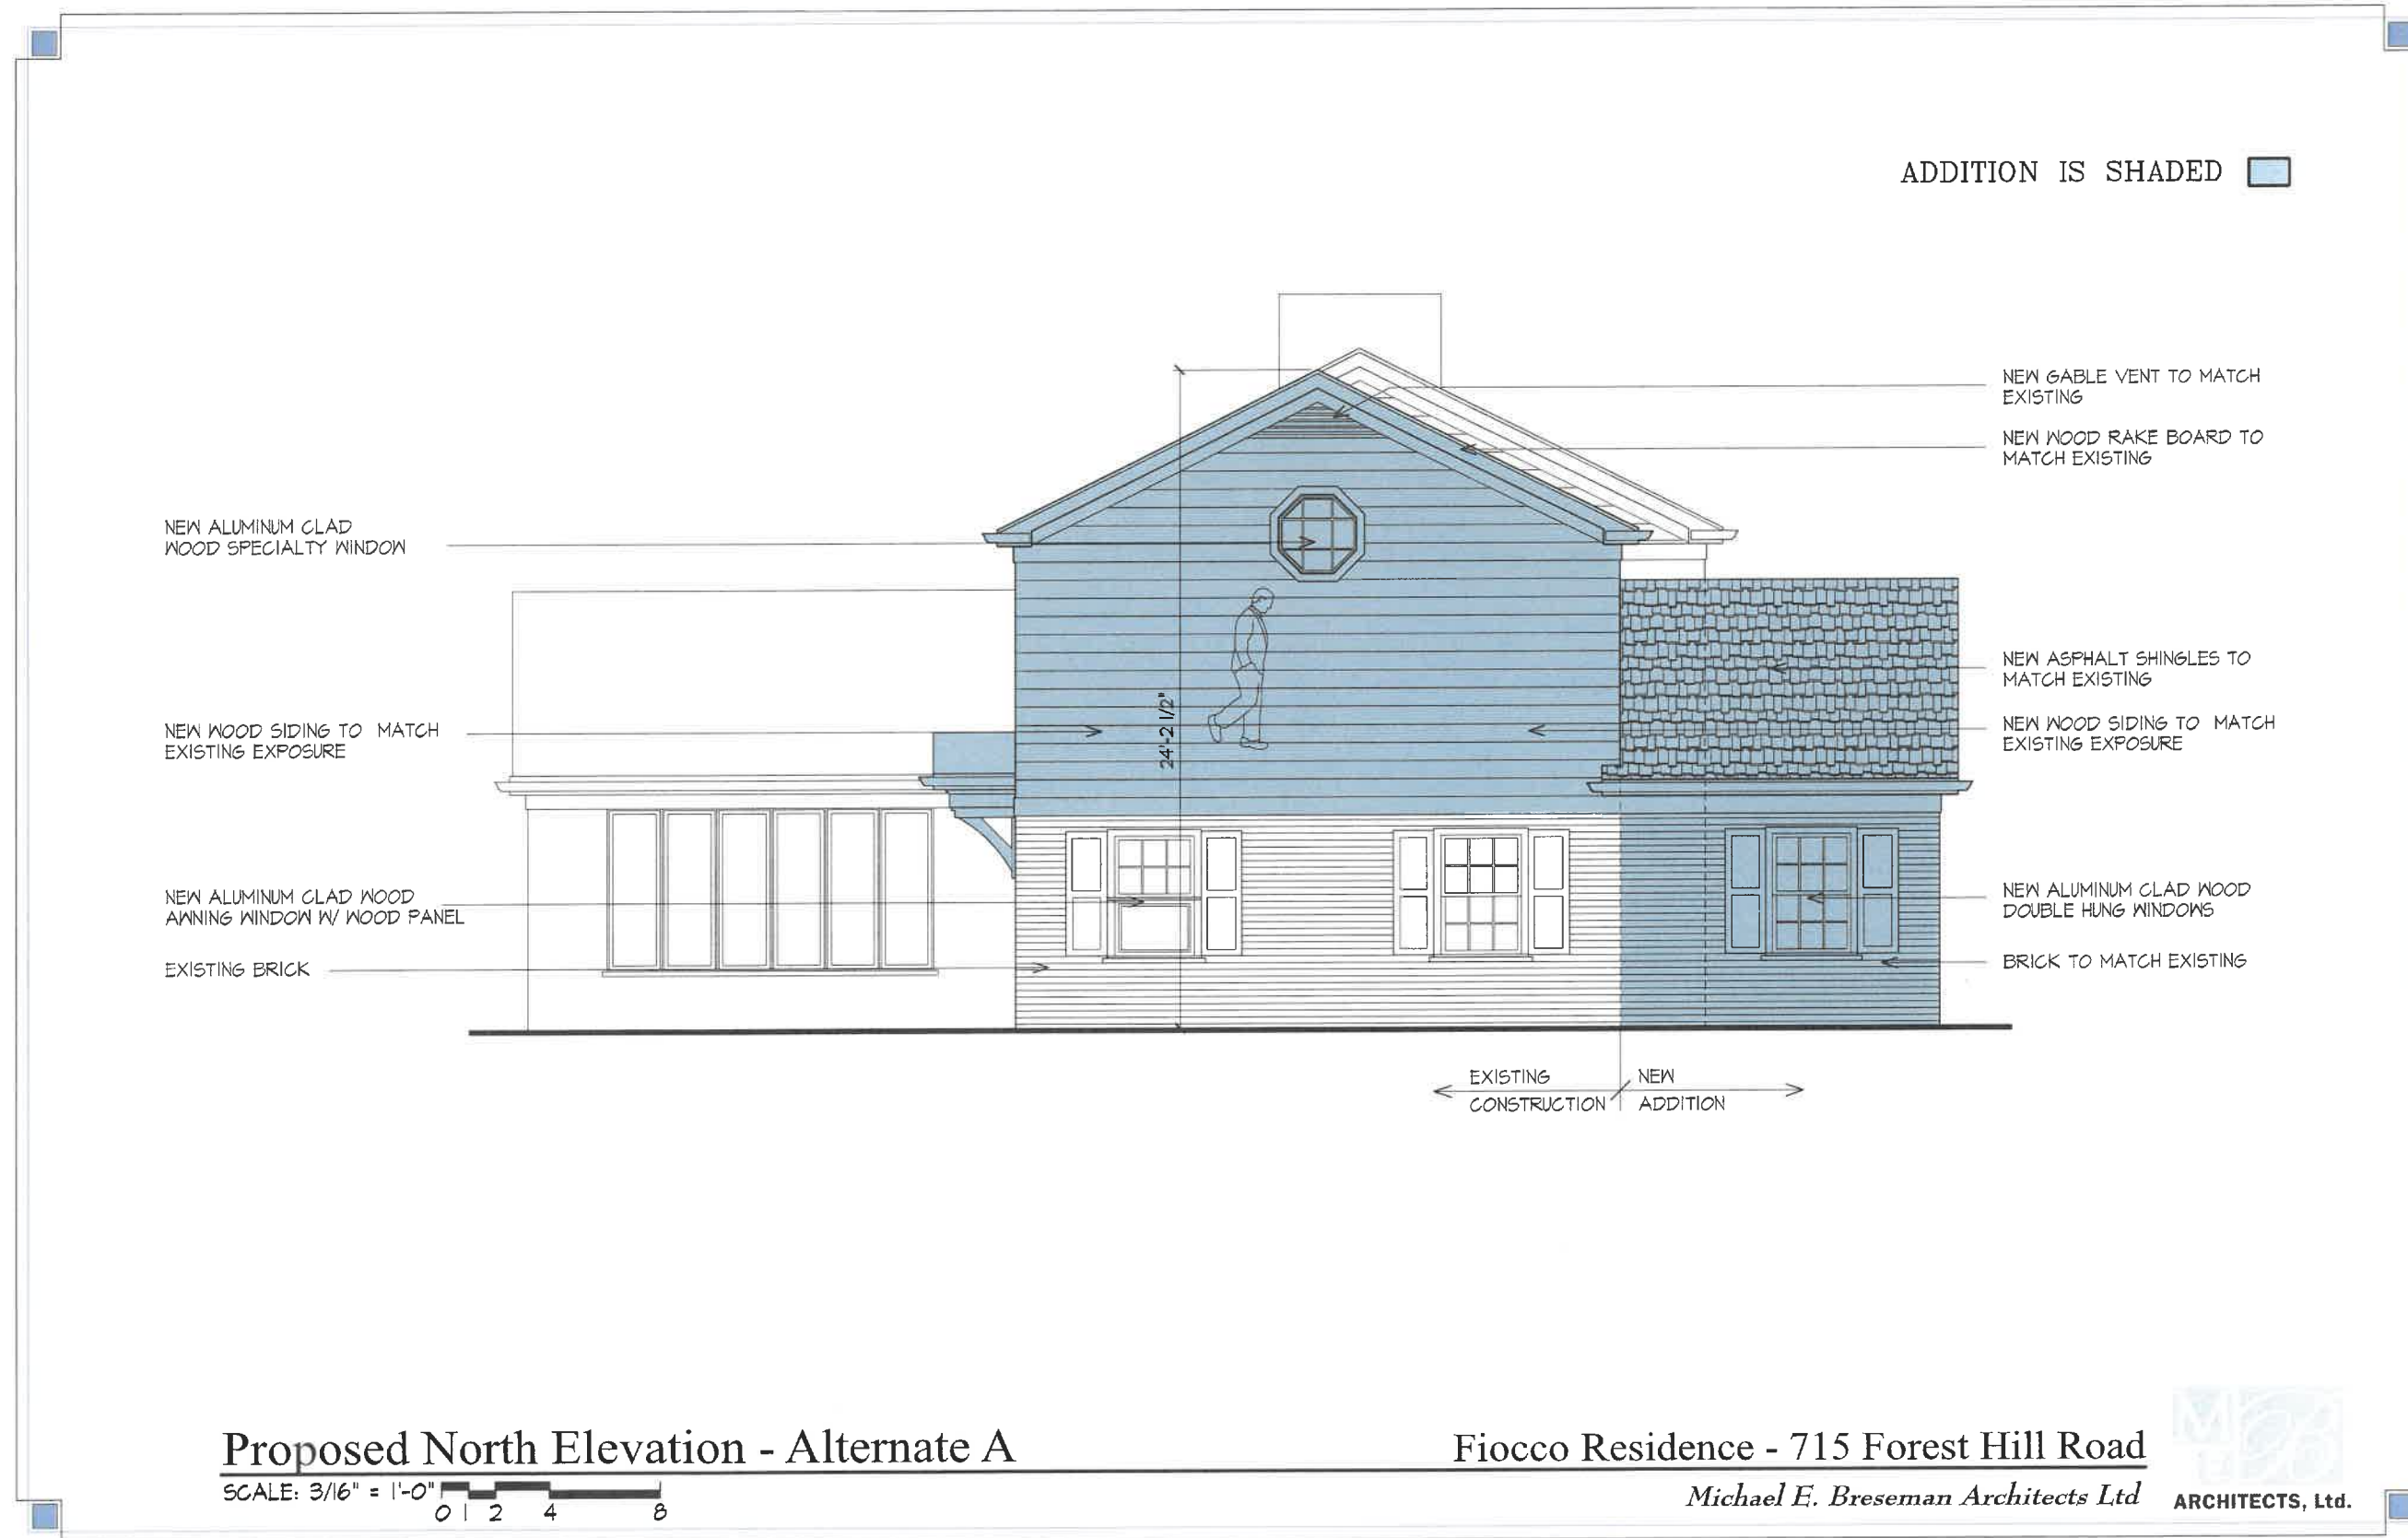 ADDITION IS SHADED
NEW GABLE VENT TO MATCH
EXISTING
NEW WOOD RAKE BOARD TO
MATCH EXISTING
NEW ALUMINUM CLAD
WOOD SPECIALTY WINDOW
NEW ASPHALT SHINGLES TO
MATCH EXISTING
NEW WOOD SIDING TO MATCH
EXISTING EXPOSURE
24'-2 1/2"
NEW WOOD SIDING TO MATCH
EXISTING EXPOSURE
NEW ALUMINUM CLAD WOOD
AWNING WINDOW W/ WOOD PANEL
NEW ALUMINUM CLAD WOOD
DOUBLE HUNG WINDOWS
EXISTING BRICK
BRICK TO MATCH EXISTING
EXISTING
CONSTRUCTION
NEW
ADDITION
Proposed North Elevation - Alternate A
SCALE: 3/16" = 1'-0"
0 1 2 4 8
Fiocco Residence - 715 Forest Hill Road
Michael E. Breseman Architects Ltd
MEB
ARCHITECTS, Ltd.